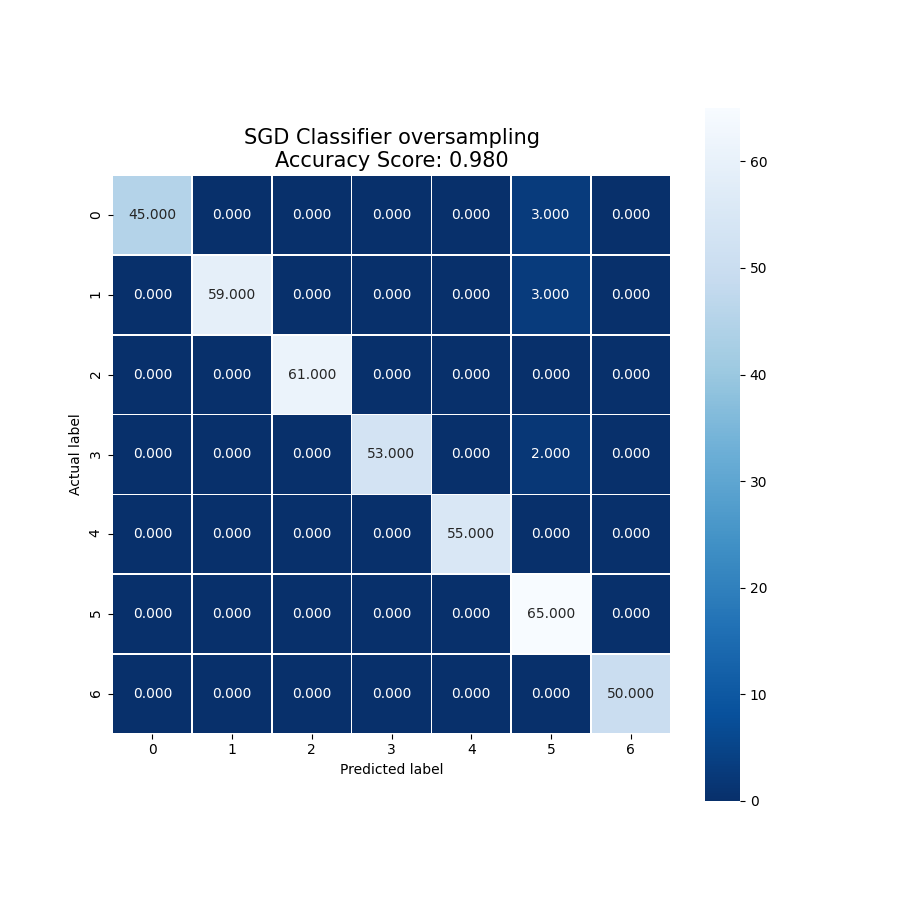 SGD Classifier oversampling
Accuracy Score: 0.980
0 45.000 0.000 0.000 0.000 0.000 3.000 0.000
1 0.000 59.000 0.000 0.000 0.000 3.000 0.000
2 0.000 0.000 61.000 0.000 0.000 0.000 0.000
3 0.000 0.000 0.000 53.000 0.000 2.000 0.000
4 0.000 0.000 0.000 0.000 55.000 0.000 0.000
5 0.000 0.000 0.000 0.000 0.000 65.000 0.000
6 0.000 0.000 0.000 0.000 0.000 0.000 50.000
Actual label
0 1 2 3 4 5 6
Predicted label
60
50
40
30
20
10
0